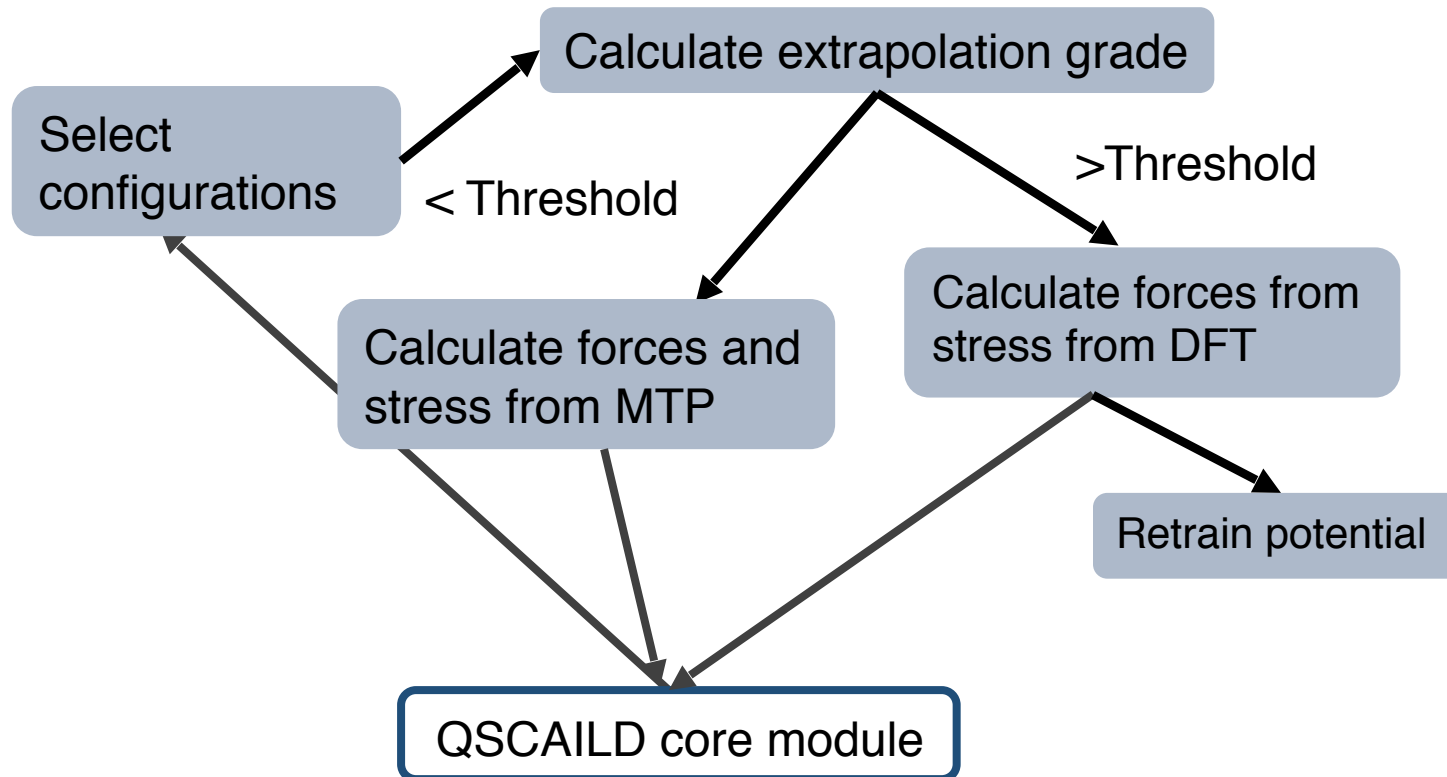 Calculate extrapolation grade
Select
configurations
< Threshold
>Threshold
Calculate forces and
stress from MTP
Calculate forces from
stress from DFT
Retrain potential
QSCAILD core module